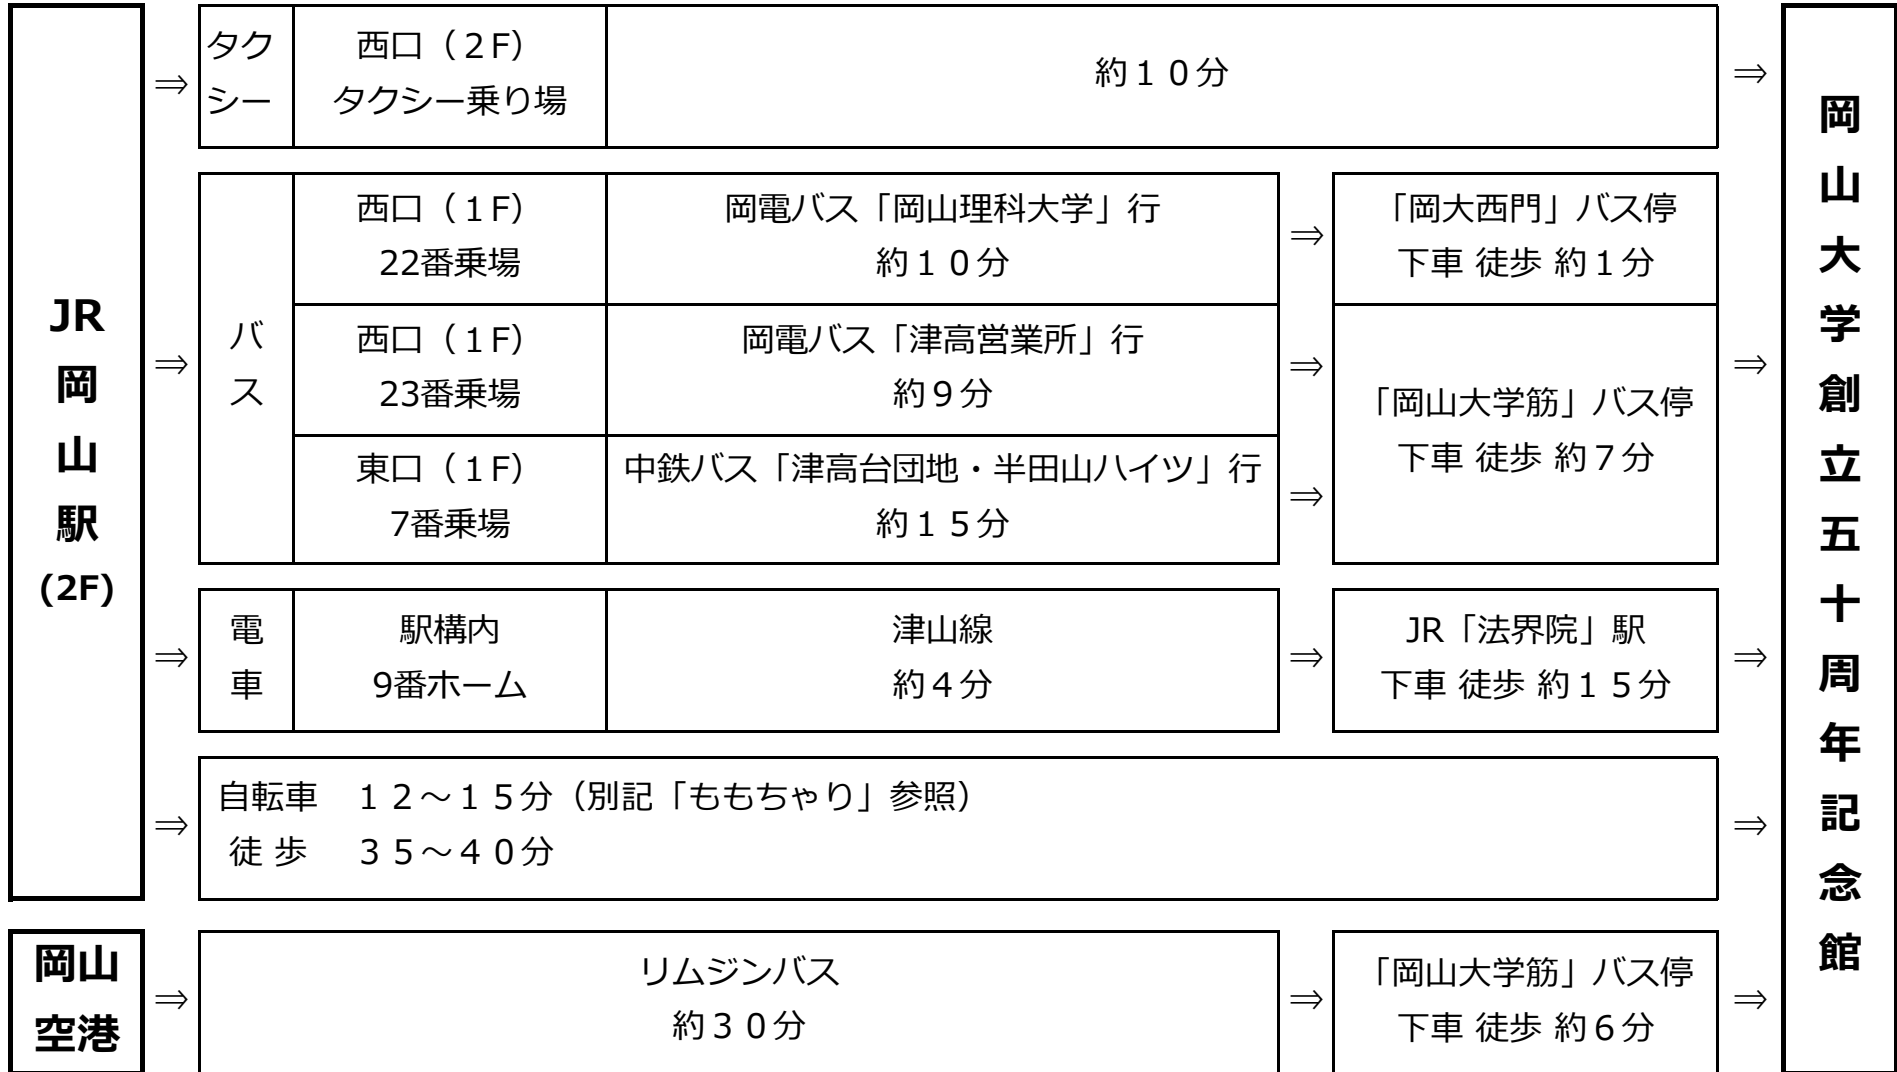 JR
岡
山
駅
(2F)
⇒
タク
シー
西口（２F）
タクシー乗り場
約１０分
⇒
⇒
バ
ス
西口（１F）
22番乗場
岡電バス「岡山理科大学」行
約１０分
⇒
「岡大西門」バス停
下車 徒歩 約１分
西口（１F）
23番乗場
岡電バス「津高営業所」行
約９分
⇒
東口（１F）
7番乗場
中鉄バス「津高台団地・半田山ハイツ」行
約１５分
⇒
「岡山大学筋」バス停
下車 徒歩 約７分
⇒
⇒
電
車
駅構内
9番ホーム
津山線
約４分
⇒
JR「法界院」駅
下車 徒歩 約１５分
⇒
⇒
自転車　１２～１５分（別記「ももちゃり」参照）
徒 歩　３５～４０分
⇒
岡山
空港
⇒
リムジンバス
約３０分
⇒
「岡山大学筋」バス停
下車 徒歩 約６分
⇒
岡
山
大
学
創
立
五
十
周
年
記
念
館